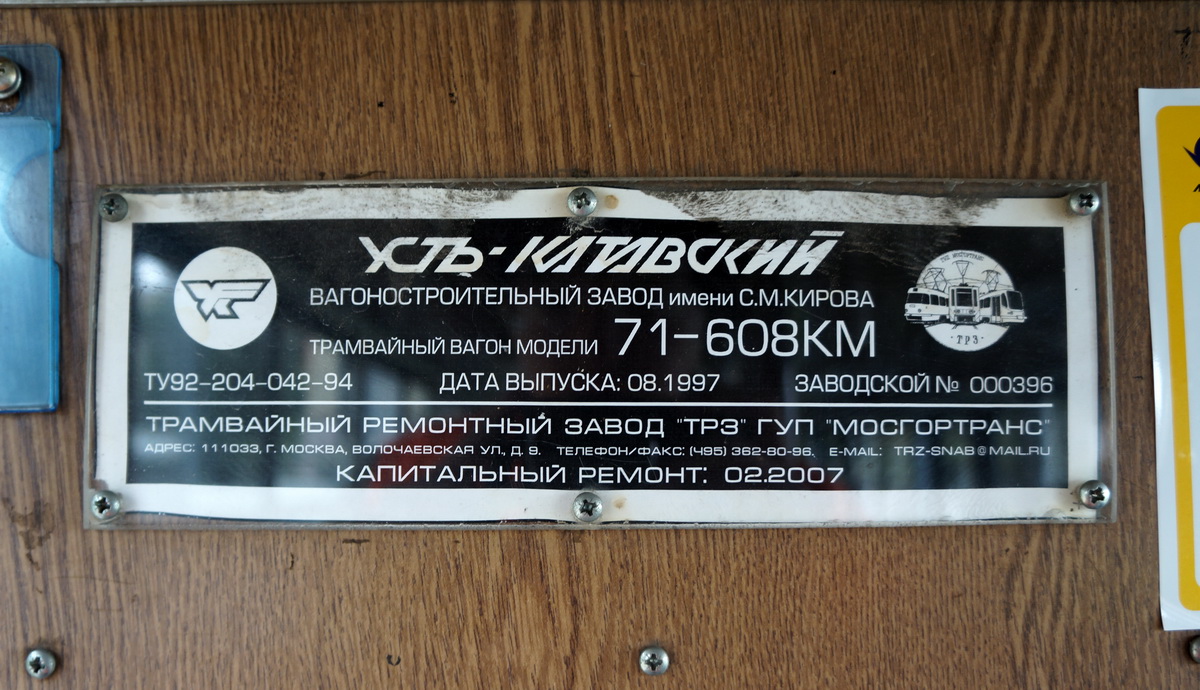 УСТЬ-КАТАВСКИЙ
ВАГОНОСТРОИТЕЛЬНЫЙ ЗАВОД имени С.М.КИРОВА
ТРАМВАЙНЫЙ ВАГОН МОДЕЛИ 71-608КМ
ГУП МОСГОРТРАНС
"ТРЗ"
ТУ92-204-042-94 ДАТА ВЫПУСКА: 08.1997 ЗАВОДСКОЙ № 000396
ТРАМВАЙНЫЙ РЕМОНТНЫЙ ЗАВОД "ТРЗ" ГУП "МОСГОРТРАНС"
АДРЕС: 111033, Г. МОСКВА, ВОЛОЧАЕВСКАЯ УЛ., Д. 9. ТЕЛЕФОН/ФАКС: (495) 362-80-96. E-MAIL: TRZ-SNAB@MAIL.RU
КАПИТАЛЬНЫЙ РЕМОНТ: 02.2007